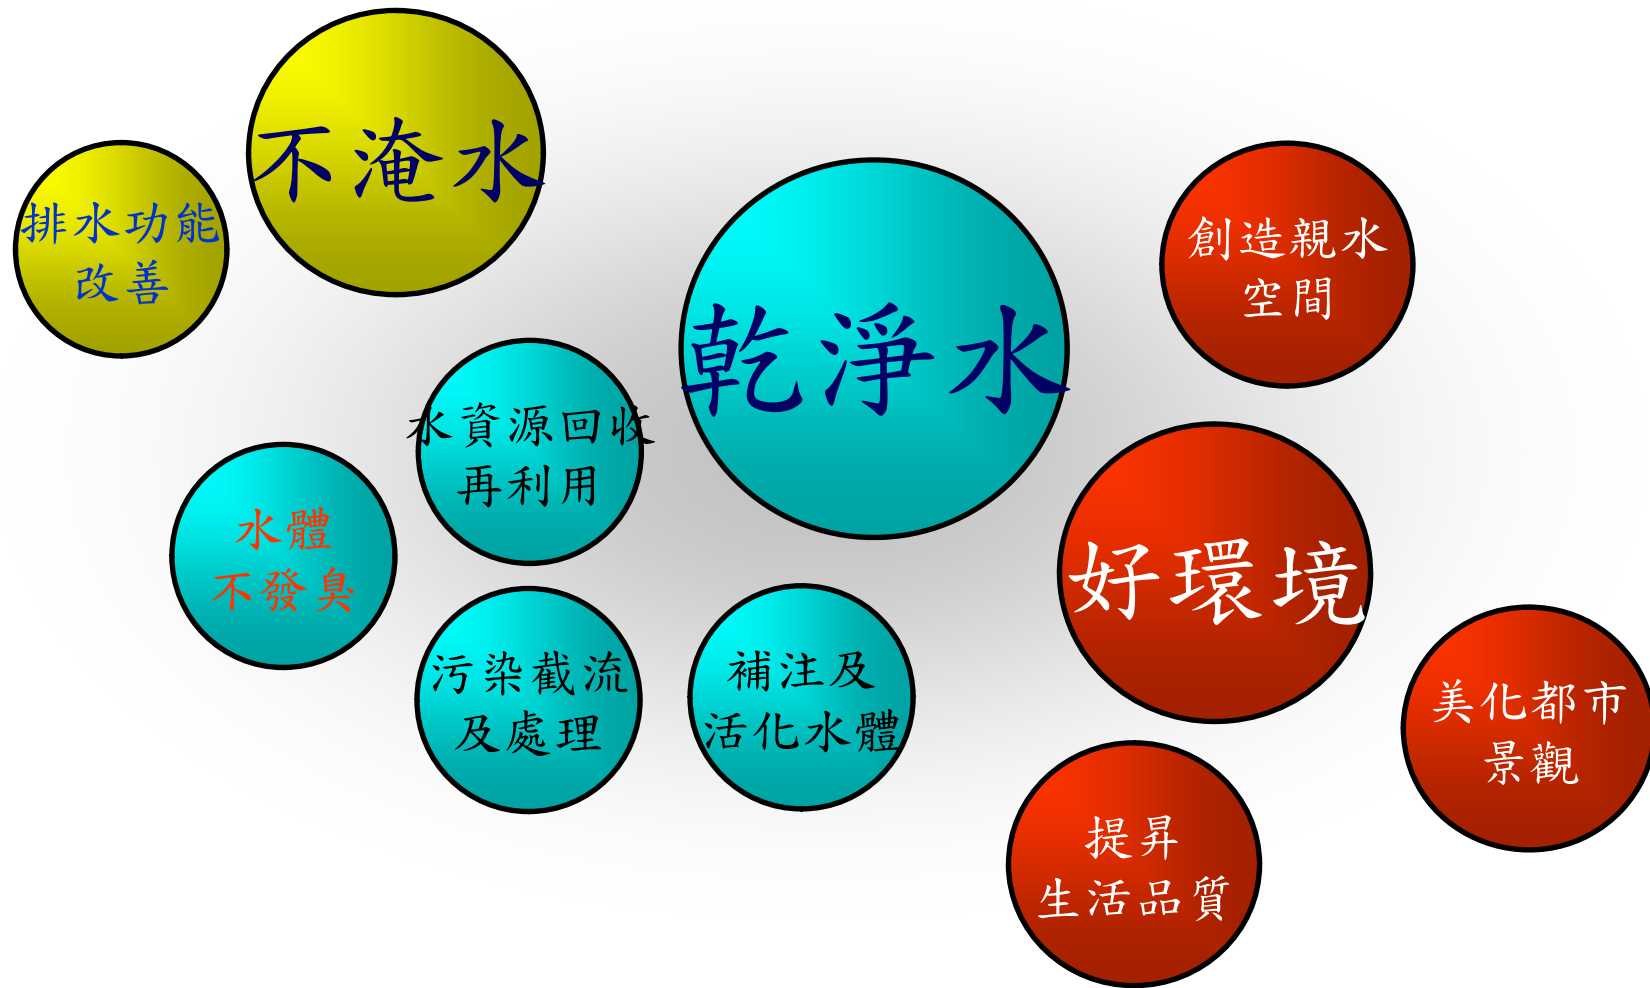 不淹水
排水功能
改善
乾淨水
水資源回收
再利用
水體
不發臭
污染截流
及處理
補注及
活化水體
創造親水
空間
好環境
美化都市
景觀
提昇
生活品質